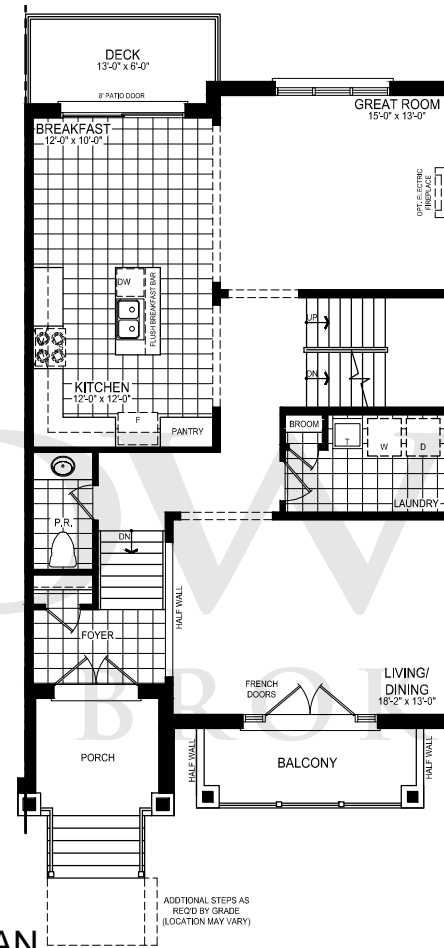 DECK
13'-0" x 6'-0"
8' PATIO DOOR
BREAKFAST
12'-0" x 10'-0"
GREAT ROOM
15'-0" x 13'-0"
OPT. ELECTRIC
FIREPLACE
DW
FLUSH BREAKFAST BAR
UP
DN
KITCHEN
12'-0" x 12'-0"
F
PANTRY
BROOM
T
W
D
LAUNDRY
P.R.
DN
HALF WALL
FOYER
FRENCH
DOORS
LIVING/
DINING
18'-2" x 13'-0"
PORCH
HALF WALL
BALCONY
HALF WALL
ADDTIONAL STEPS AS
REQ'D BY GRADE
(LOCATION MAY VARY)
AN
OW
BROK